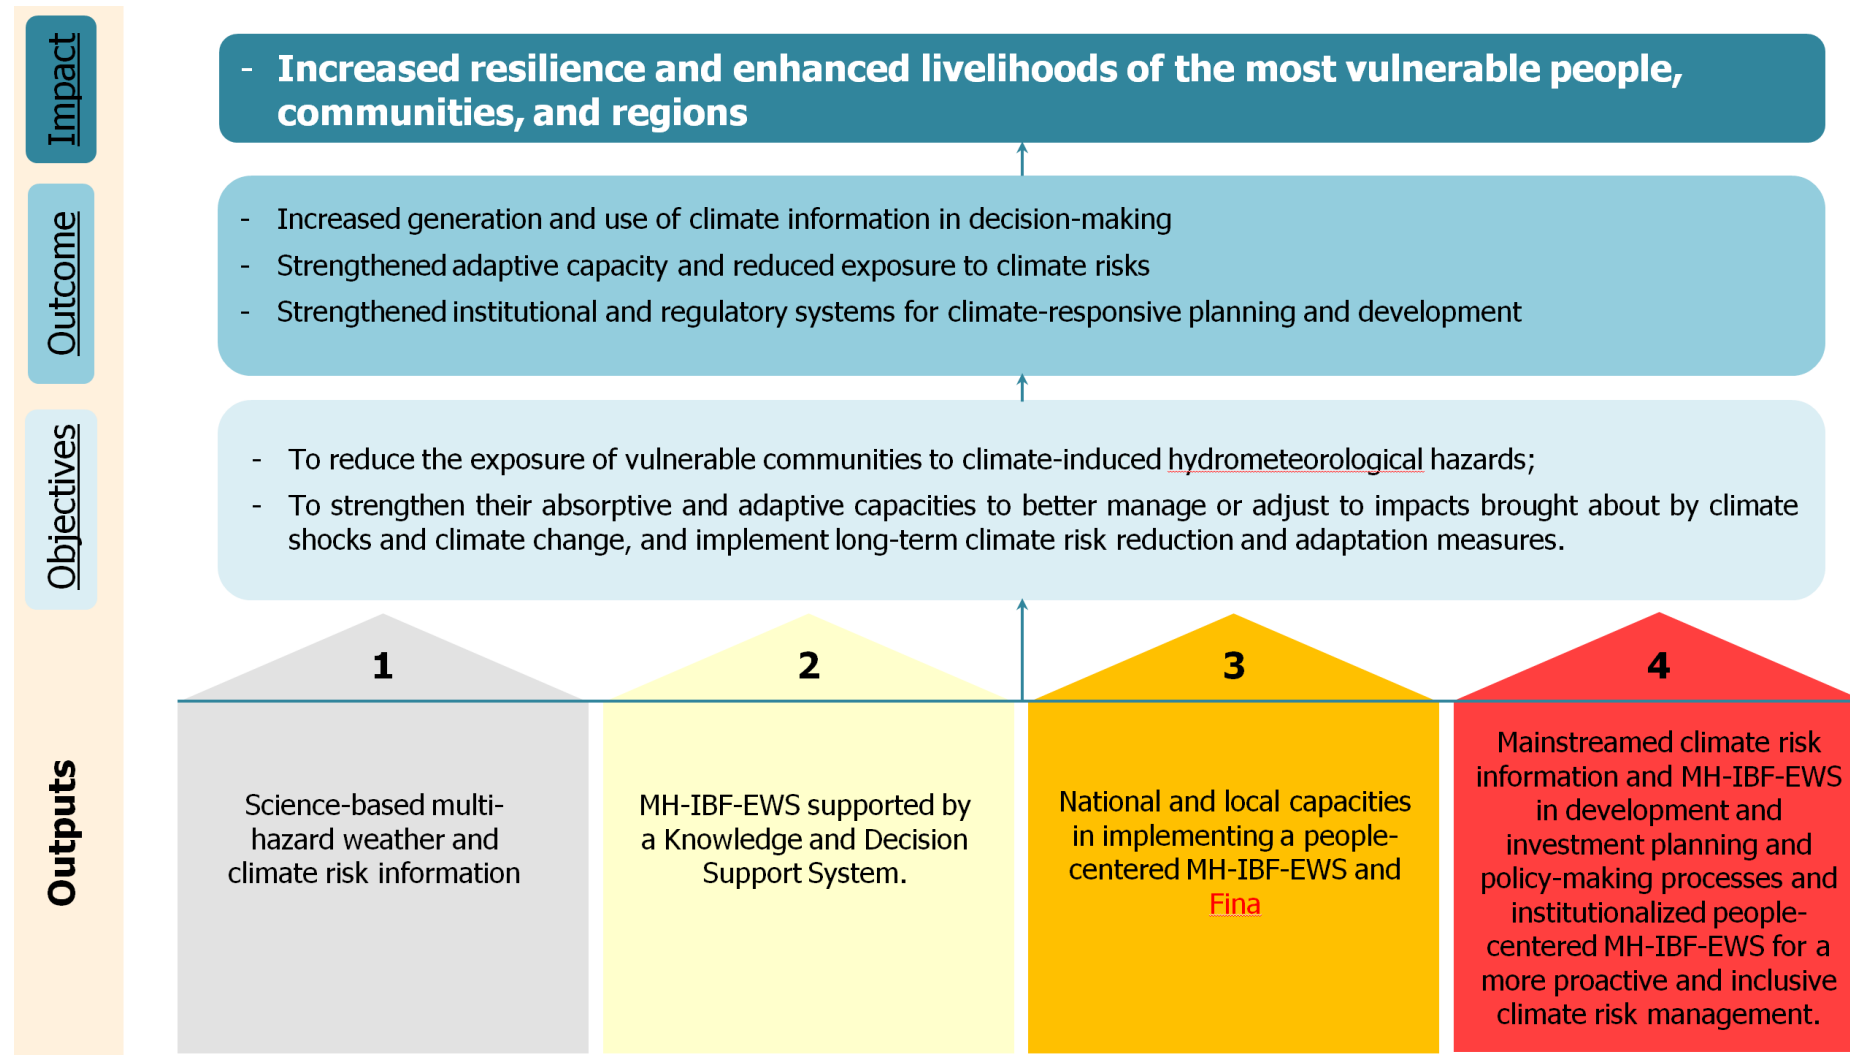 Impact
- Increased resilience and enhanced livelihoods of the most vulnerable people,
communities, and regions
Outcome
- Increased generation and use of climate information in decision-making
- Strengthened adaptive capacity and reduced exposure to climate risks
- Strengthened institutional and regulatory systems for climate-responsive planning and development
Objectives
- To reduce the exposure of vulnerable communities to climate-induced hydrometeorological hazards;
- To strengthen their absorptive and adaptive capacities to better manage or adjust to impacts brought about by climate
shocks and climate change, and implement long-term climate risk reduction and adaptation measures.
Outputs
1
Science-based multi-
hazard weather and
climate risk information
2
MH-IBF-EWS supported by
a Knowledge and Decision
Support System.
3
National and local capacities
in implementing a people-
centered MH-IBF-EWS and
Fina
4
Mainstreamed climate risk
information and MH-IBF-EWS
in development and
investment planning and
policy-making processes and
institutionalized people-
centered MH-IBF-EWS for a
more proactive and inclusive
climate risk management.